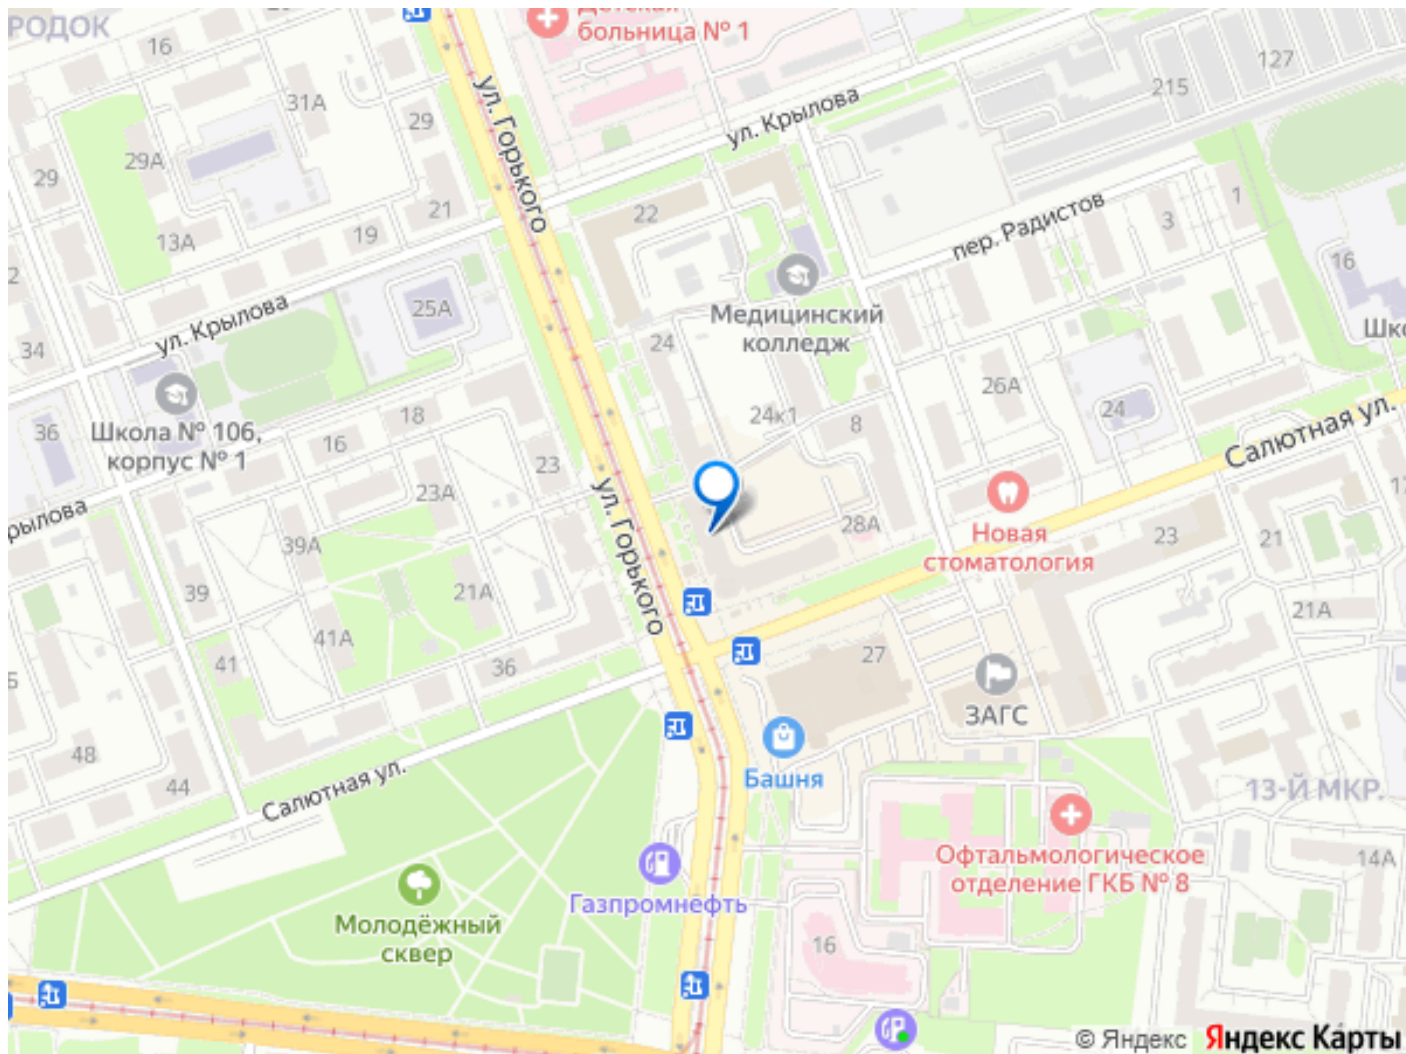 РОДОК
16
Детская
больница № 1
127
215
31А
29
ул. Горького
ул. Крылова
29А
29
21
22
1
3
пер. Радистов
13А
19
16
25А
Медицинский
колледж
ул. Крылова
34
24
Шко
26А
24
36
Школа № 106,
корпус № 1
18
16
24к1
8
Салютная ул.
23
23А
ул. Горького
28А
Новая
стоматология
23
21
рылова
39А
39
21А
21А
41А
41
36
27
ЗАГС
48
44
Башня
13-Й МКР.
Салютная ул.
Офтальмологическое
отделение ГКБ № 8
14А
Газпромнефть
Молодёжный
сквер
16
© Яндекс Яндекс Карты